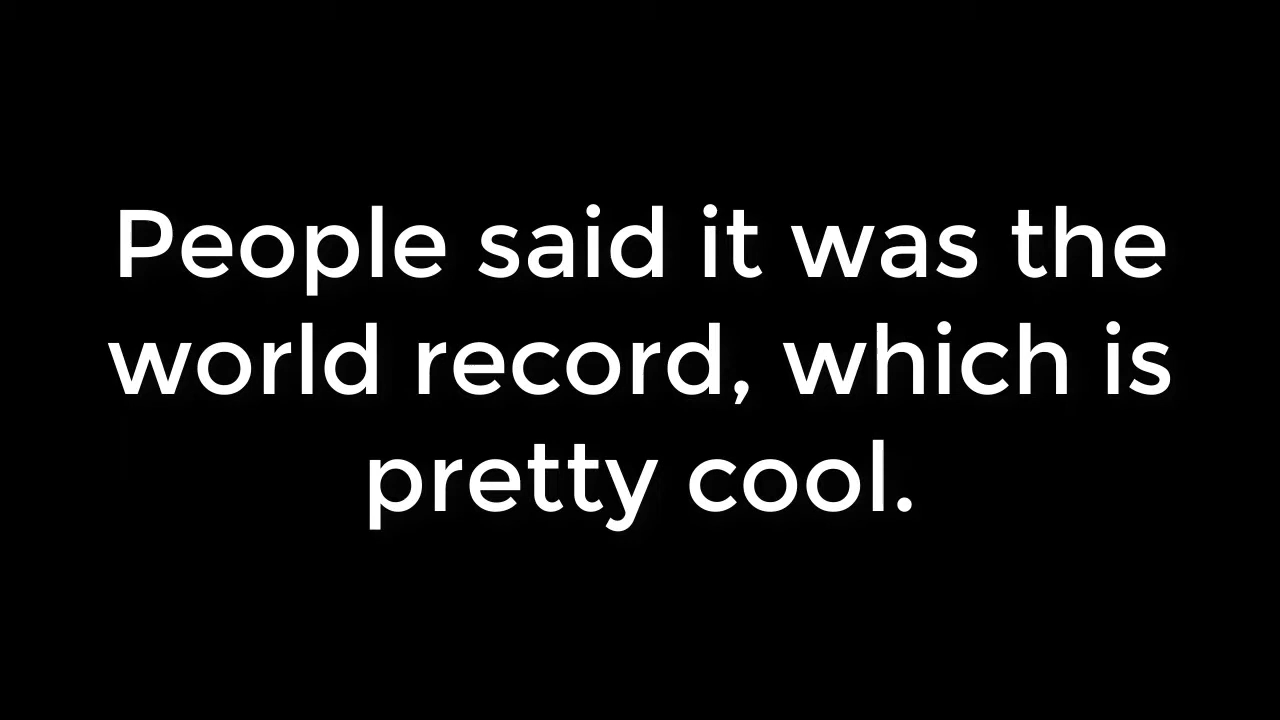 People said it was the
world record, which is
pretty cool.